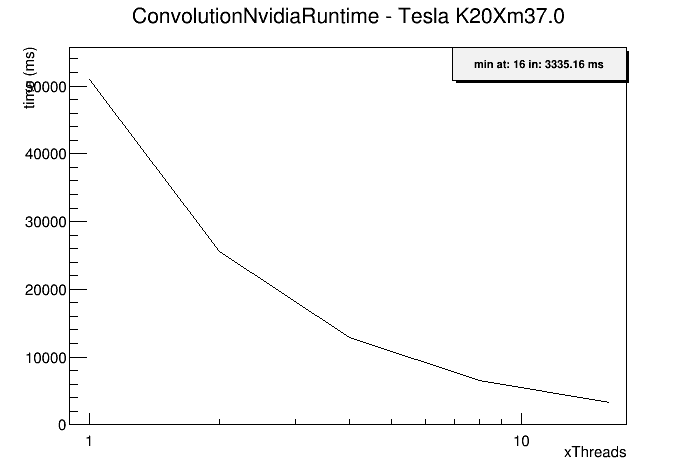 ConvolutionNvidiaRuntime - Tesla K20Xm37.0
time (ms)
min at: 16 in: 3335.16 ms
50000
40000
30000
20000
10000
0
1
10
xThreads